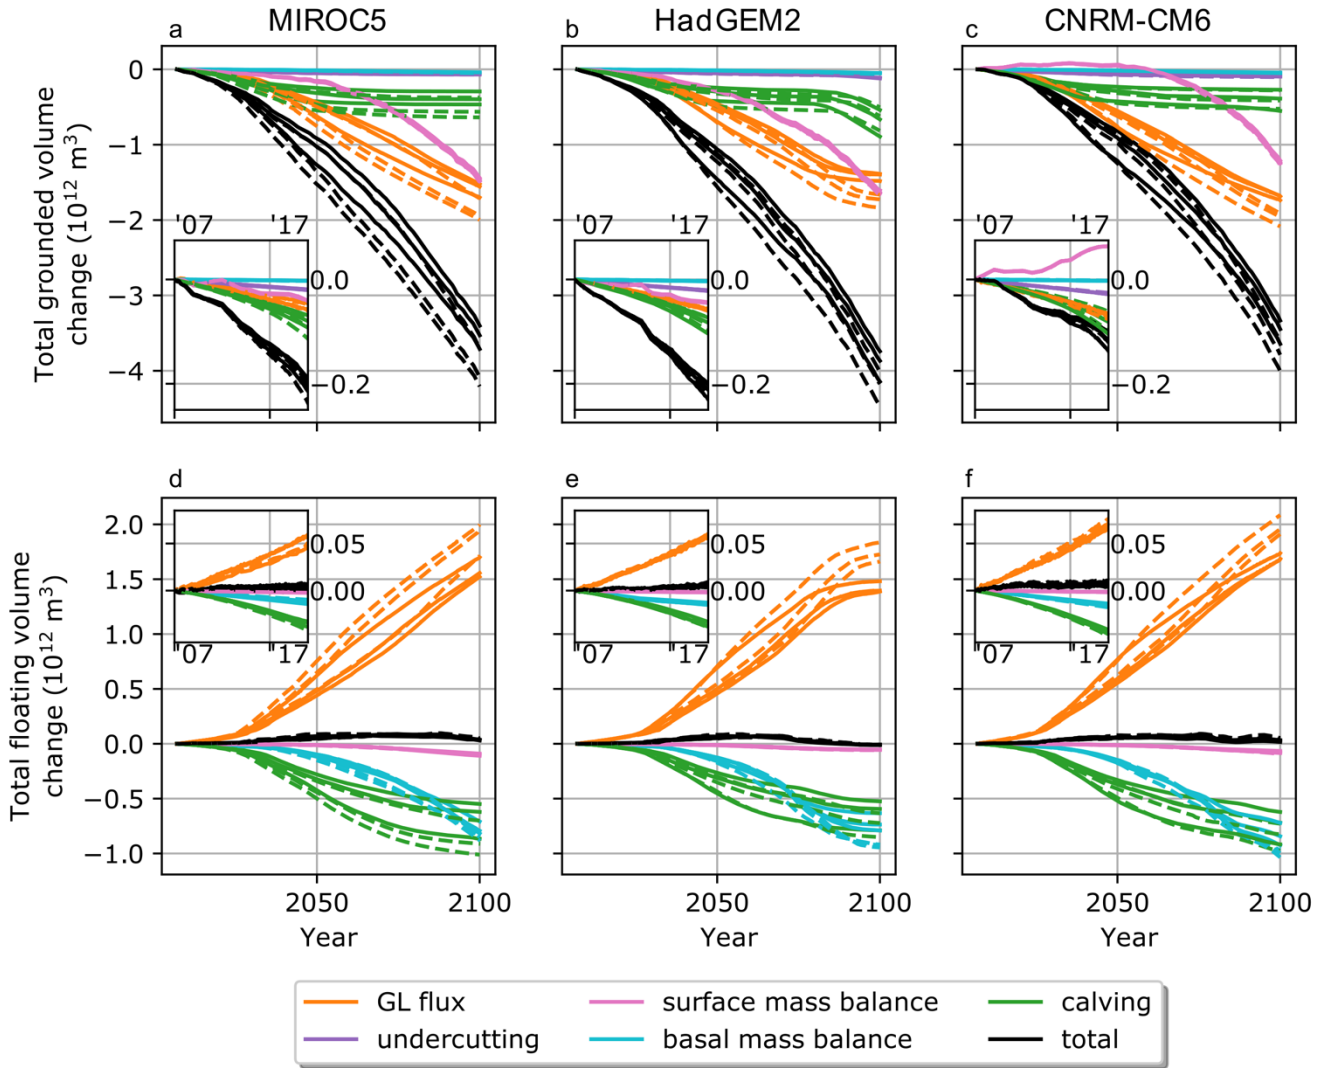 MIROC5 HadGEM2 CNRM-CM6
a b c
Total grounded volume
change (10¹² m³)
0
−1
−2
−3
−4
'07 '17 '07 '17 '07 '17
0.0 0.0 0.0
−0.2 −0.2 −0.2
d e f
Total floating volume
change (10¹² m³)
2.0
1.5
1.0
0.5
0.0
−0.5
−1.0
0.05 0.05 0.05
0.00 0.00 0.00
'07 '17 '07 '17 '07 '17
2050 2100 2050 2100 2050 2100
Year Year Year
GL flux surface mass balance calving
undercutting basal mass balance total